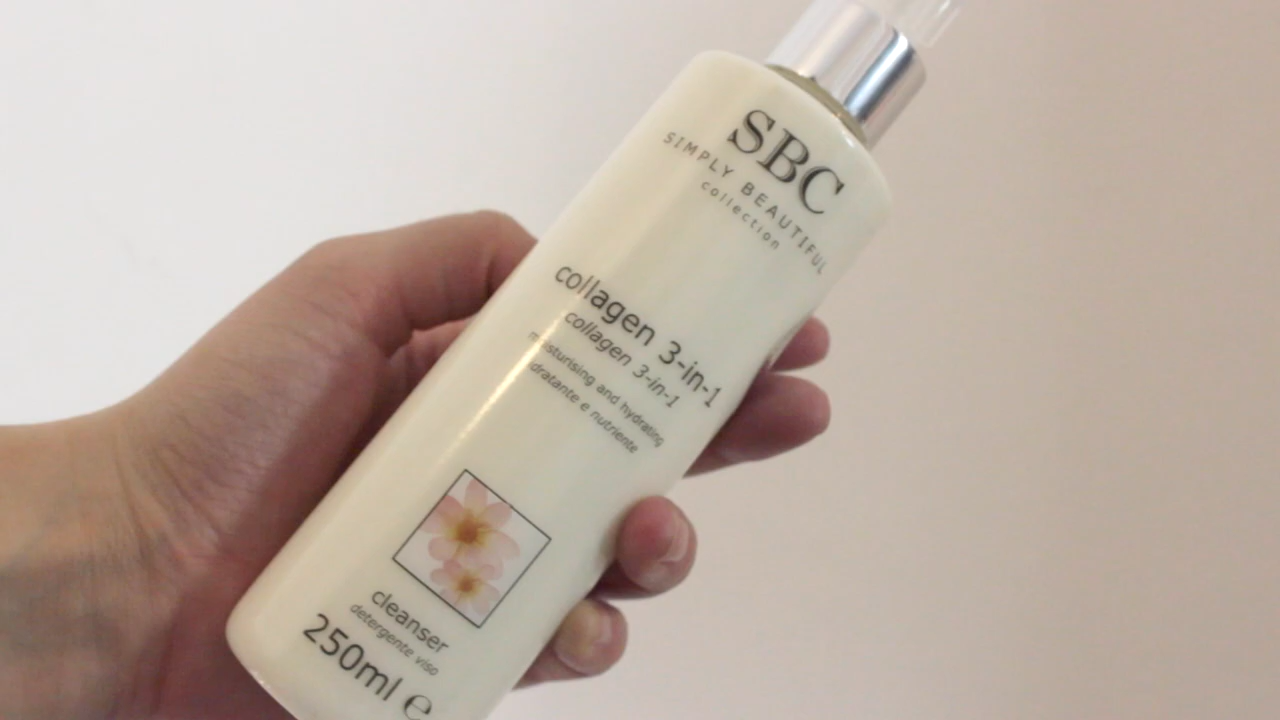 SBC
SIMPLY BEAUTIFUL
collection
collagen 3-in-1
collagen 3-in-1
moisturising and hydrating
idratante e nutriente
cleanser
detergente viso
250ml ℮